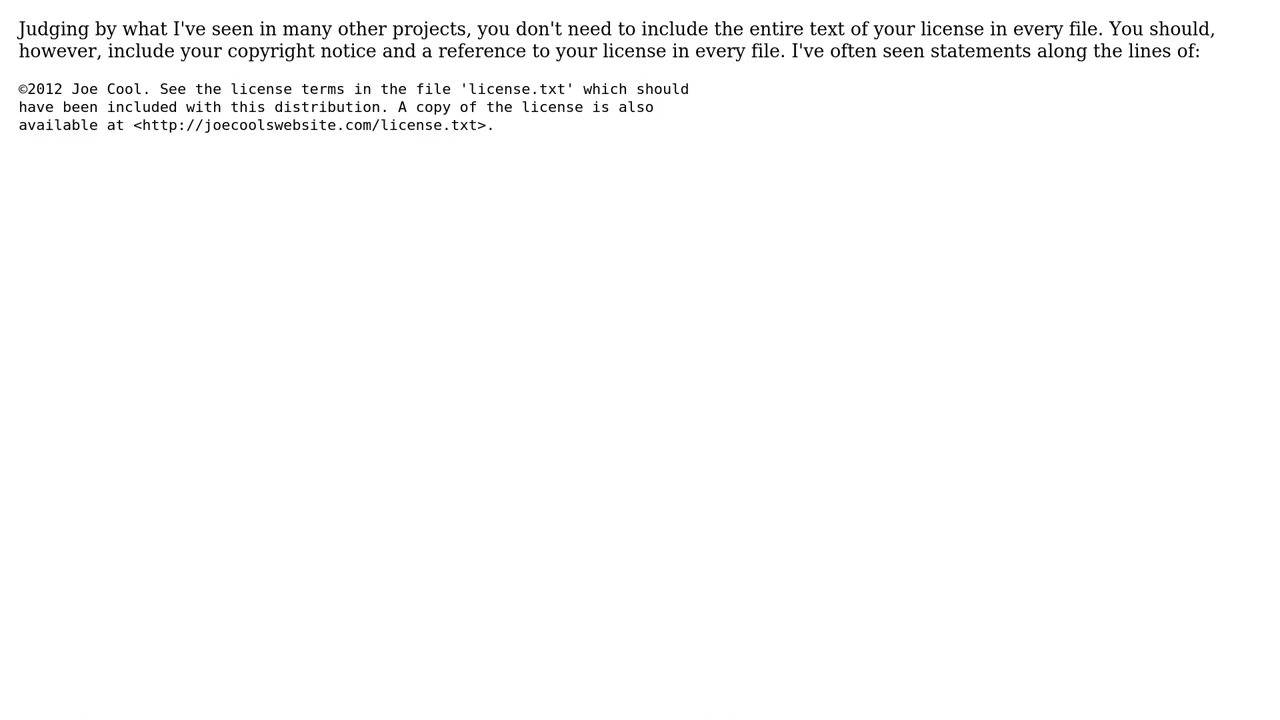 Judging by what I've seen in many other projects, you don't need to include the entire text of your license in every file. You should,
however, include your copyright notice and a reference to your license in every file. I've often seen statements along the lines of:
©2012 Joe Cool. See the license terms in the file 'license.txt' which should
have been included with this distribution. A copy of the license is also
available at <http://joecoolswebsite.com/license.txt>.